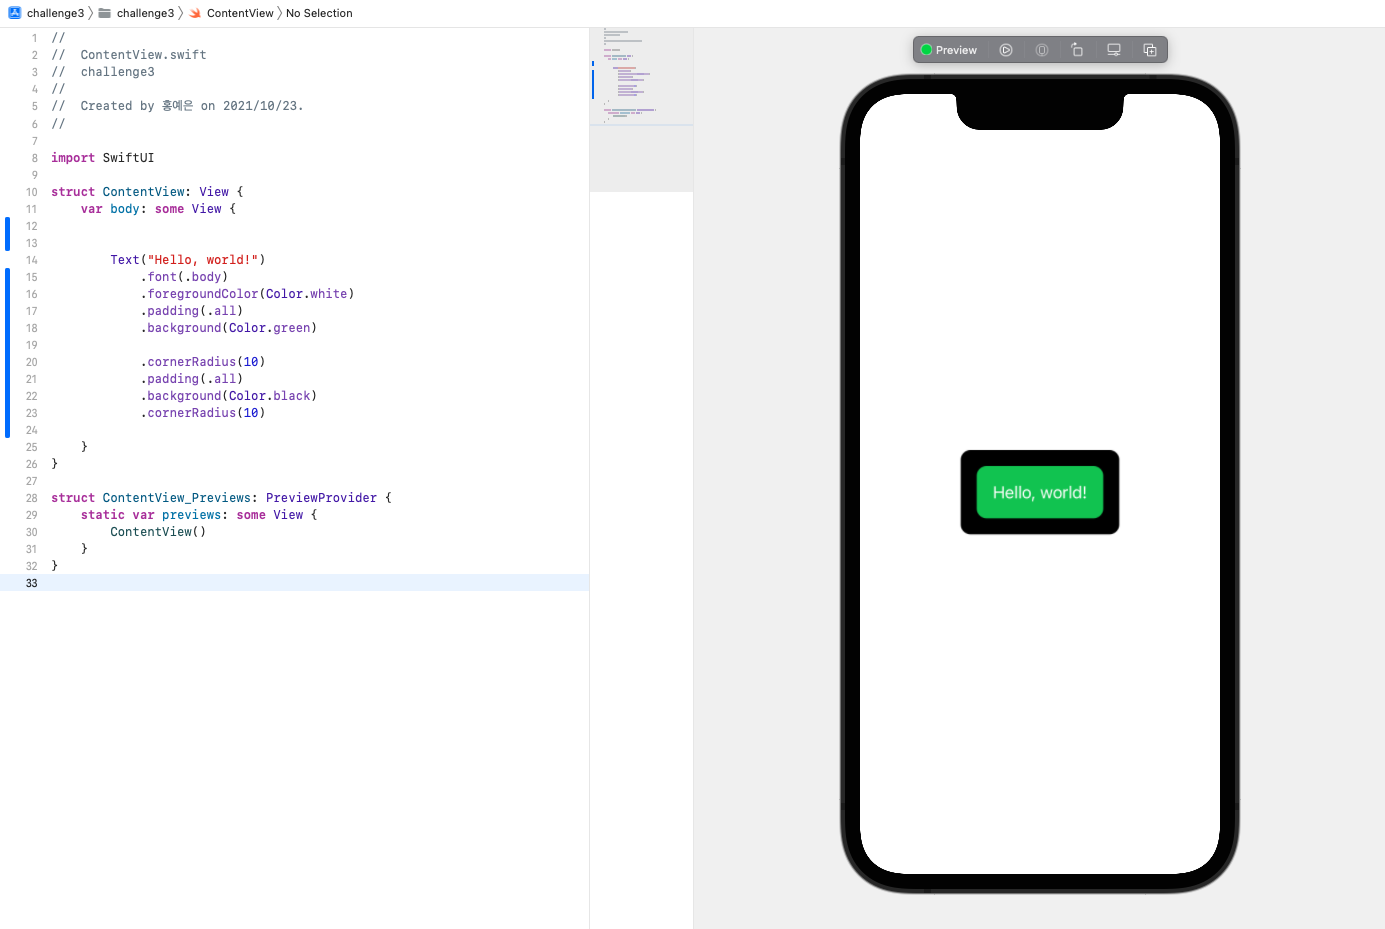 challenge3 〉 challenge3 〉 ContentView 〉 No Selection
1 //
2 //  ContentView.swift
3 //  challenge3
4 //
5 //  Created by 홍예은 on 2021/10/23.
6 //
7
8 import SwiftUI
9
10 struct ContentView: View {
11     var body: some View {
12
13
14         Text("Hello, world!")
15             .font(.body)
16             .foregroundColor(Color.white)
17             .padding(.all)
18             .background(Color.green)
19
20             .cornerRadius(10)
21             .padding(.all)
22             .background(Color.black)
23             .cornerRadius(10)
24
25     }
26 }
27
28 struct ContentView_Previews: PreviewProvider {
29     static var previews: some View {
30         ContentView()
31     }
32 }
33
Preview
Hello, world!